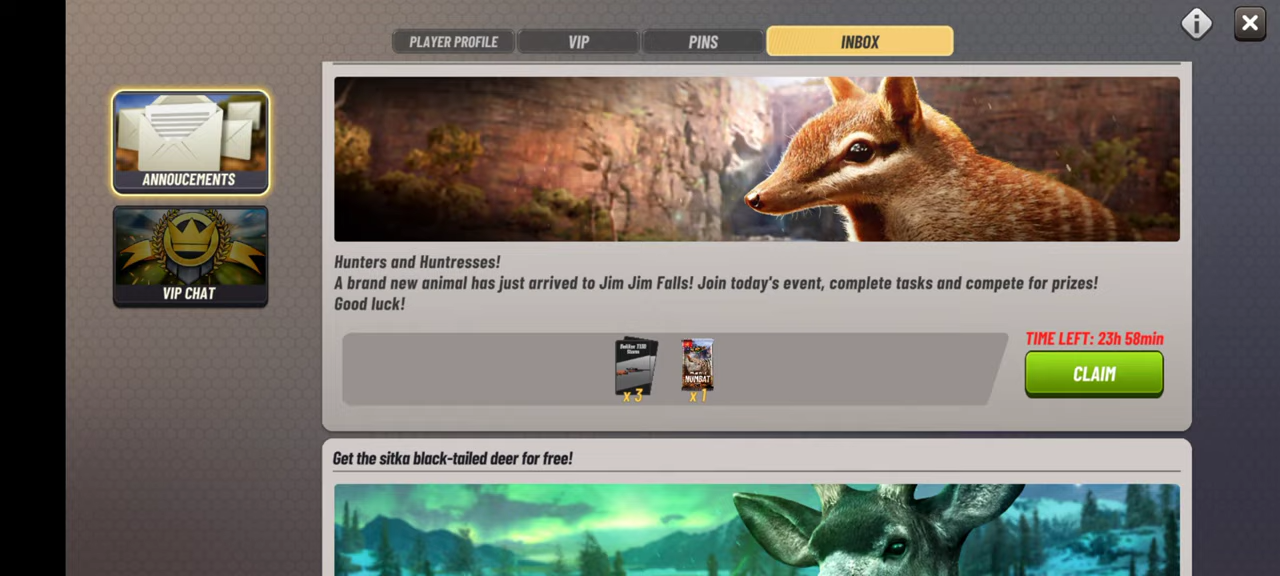 PLAYER PROFILE
VIP
PINS
INBOX
ANNOUCEMENTS
VIP CHAT
Hunters and Huntresses!
A brand new animal has just arrived to Jim Jim Falls! Join today's event, complete tasks and compete for prizes!
Good luck!
x 3
NUMBAT
x 1
TIME LEFT: 23h 58min
CLAIM
Get the sitka black-tailed deer for free!